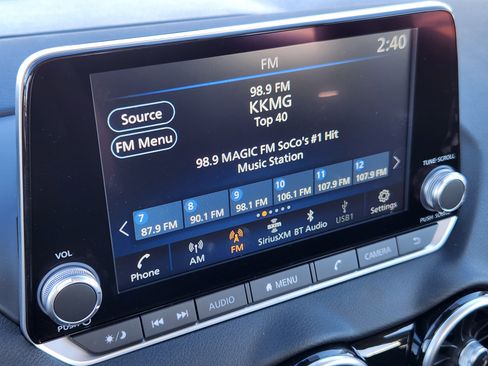 2:40
FM
98.9 FM
KKMG
Top 40
Source
FM Menu
98.9 MAGIC FM SoCo's #1 Hit
Music Station
7 8 9 10 11 12
87.9 FM 90.1 FM 98.1 FM 106.1 FM 107.9 FM 107.9 FM
Phone AM FM SiriusXM BT Audio USB1 Settings
TUNE·SCROLL
PUSH SOUND
VOL
PUSH
AUDIO MENU CAMERA